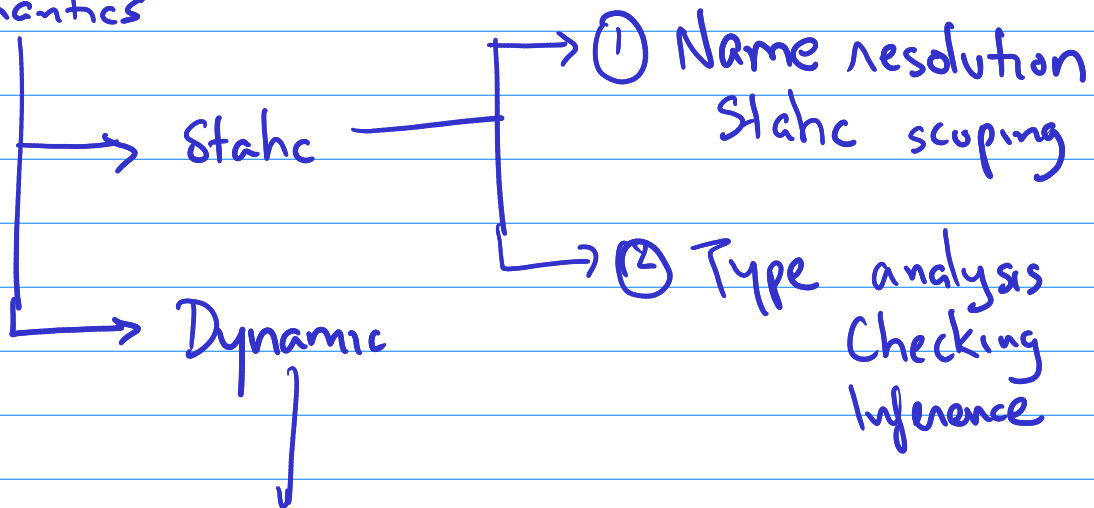 ① Name resolution
Static scoping
Static
② Type analysis
Checking
Inference
Dynamic